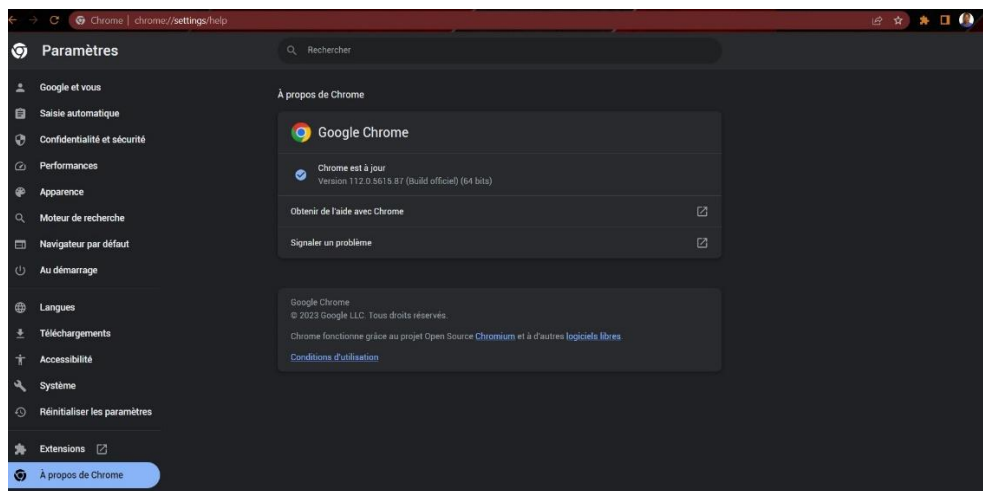 Chrome | chrome://settings/help
Paramètres
Rechercher
Google et vous
Saisie automatique
Confidentialité et sécurité
Performances
Apparence
Moteur de recherche
Navigateur par défaut
Au démarrage
Langues
Téléchargements
Accessibilité
Système
Réinitialiser les paramètres
Extensions
À propos de Chrome
À propos de Chrome
Google Chrome
Chrome est à jour
Version 112.0.5615.87 (Build officiel) (64 bits)
Obtenir de l'aide avec Chrome
Signaler un problème
Google Chrome
© 2023 Google LLC. Tous droits réservés.
Chrome fonctionne grâce au projet Open Source Chromium et à d'autres logiciels libres.
Conditions d'utilisation